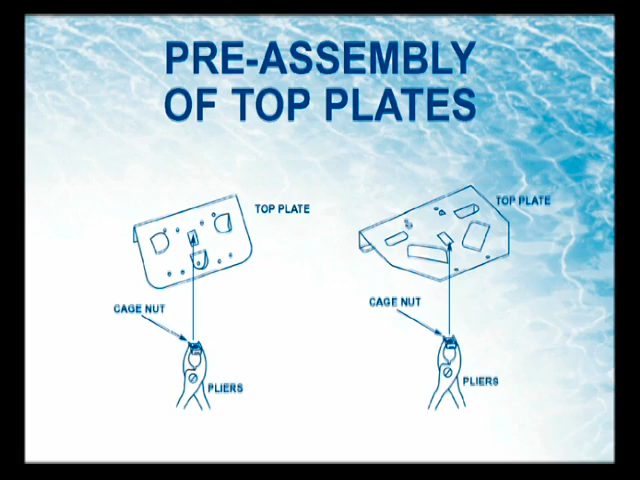 PRE-ASSEMBLY
OF TOP PLATES
TOP PLATE
TOP PLATE
CAGE NUT
CAGE NUT
PLIERS
PLIERS